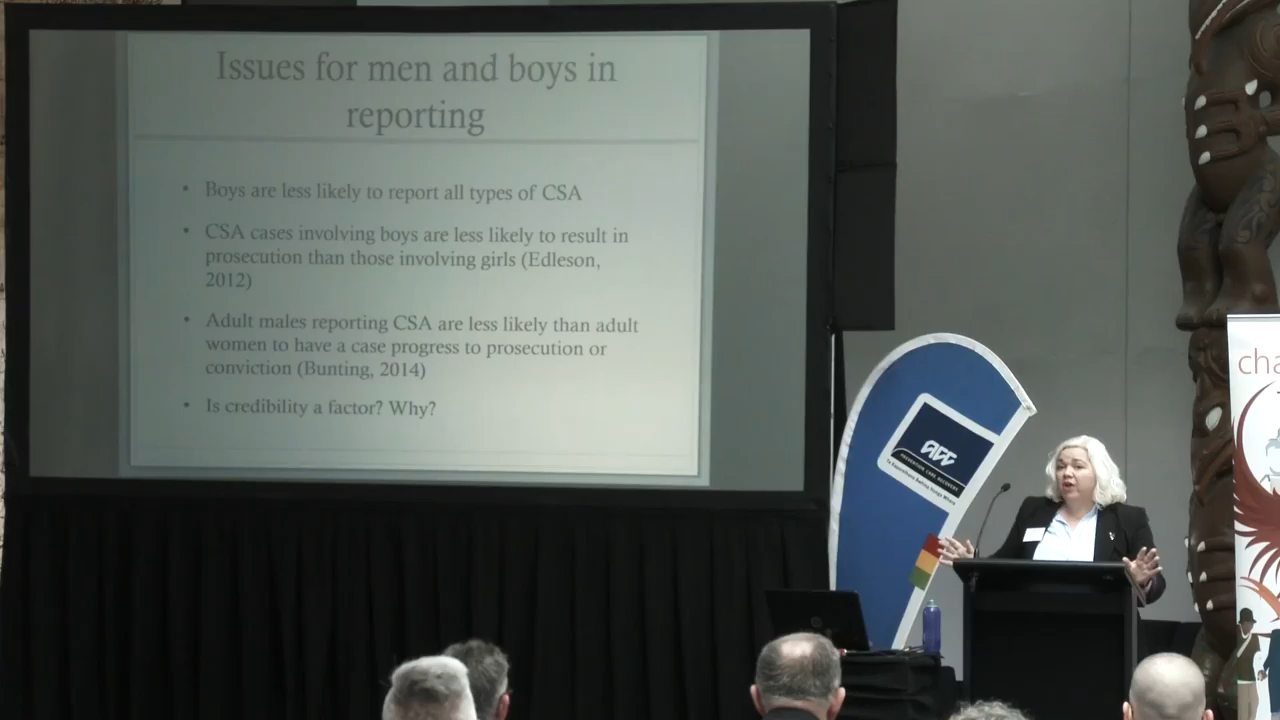 Issues for men and boys in
reporting
• Boys are less likely to report all types of CSA
• CSA cases involving boys are less likely to result in
prosecution than those involving girls (Edleson,
2012)
• Adult males reporting CSA are less likely than adult
women to have a case progress to prosecution or
conviction (Bunting, 2014)
• Is credibility a factor? Why?
acc
PREVENTION. CARE. RECOVERY.
cha